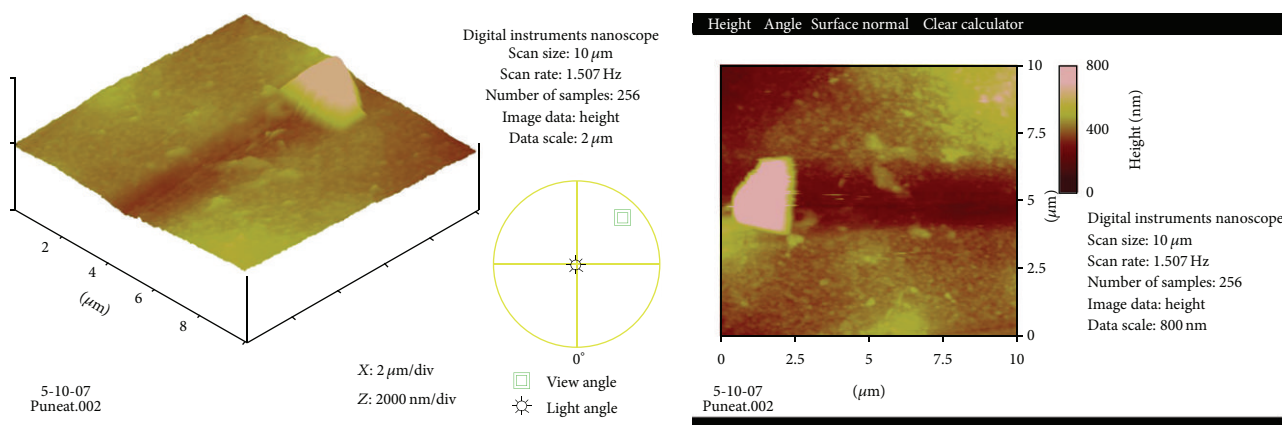 Digital instruments nanoscope
Scan size: 10 μm
Scan rate: 1.507 Hz
Number of samples: 256
Image data: height
Data scale: 2 μm
2
4
6
8
(μm)
0°
View angle
Light angle
X: 2 μm/div
Z: 2000 nm/div
5-10-07
Puneat.002
Height Angle Surface normal Clear calculator
10
7.5
5
2.5
0
(μm)
800
400
0
Height (nm)
Digital instruments nanoscope
Scan size: 10 μm
Scan rate: 1.507 Hz
Number of samples: 256
Image data: height
Data scale: 800 nm
0 2.5 5 7.5 10
(μm)
5-10-07
Puneat.002